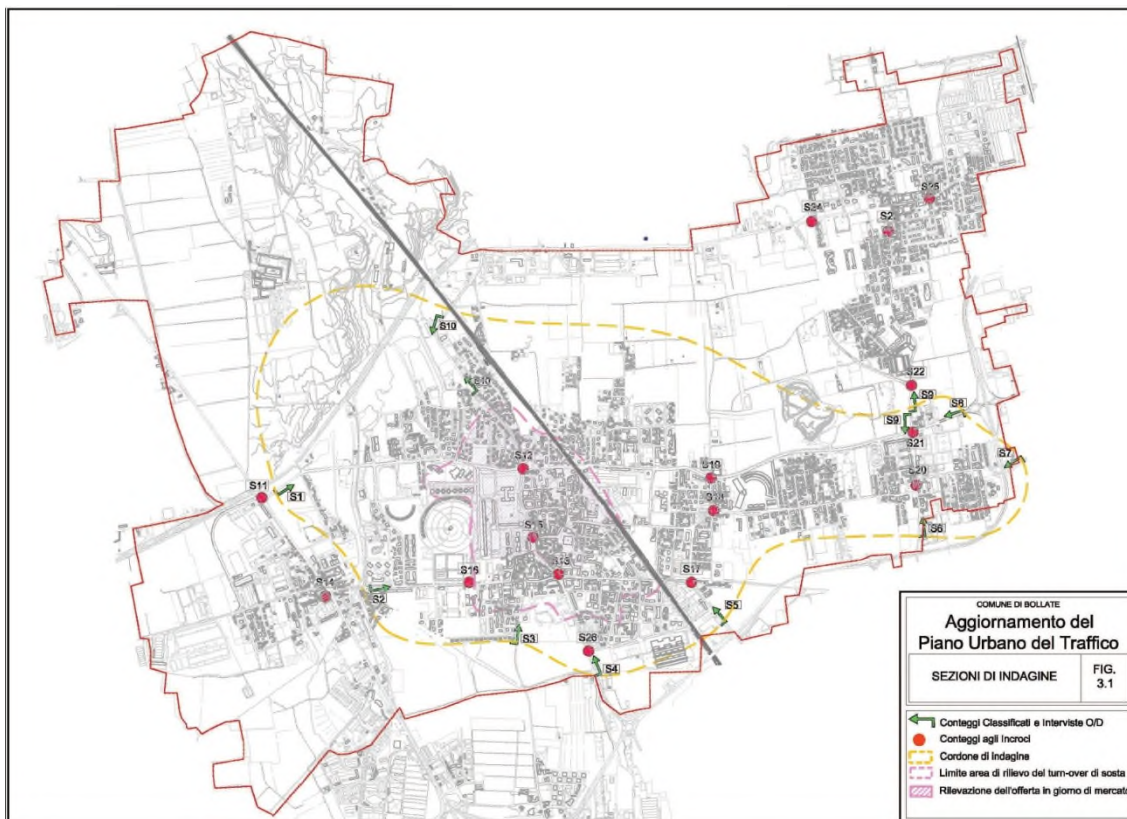 S25
S24
S2
S10
S10
S22
S9
S8
S9
S21
S7
S12
S19
S20
S11
S1
S6
S15
S13
S16
S17
S14
S2
S5
S3
S26
S4
COMUNE DI BOLLATE
Aggiornamento del
Piano Urbano del Traffico
SEZIONI DI INDAGINE
FIG.
3.1
Conteggi Classificati e Interviste O/D
Conteggi agli Incroci
Cordone di indagine
Limite area di rilievo del turn-over di sosta
Rilevazione dell'offerta in giorno di mercato